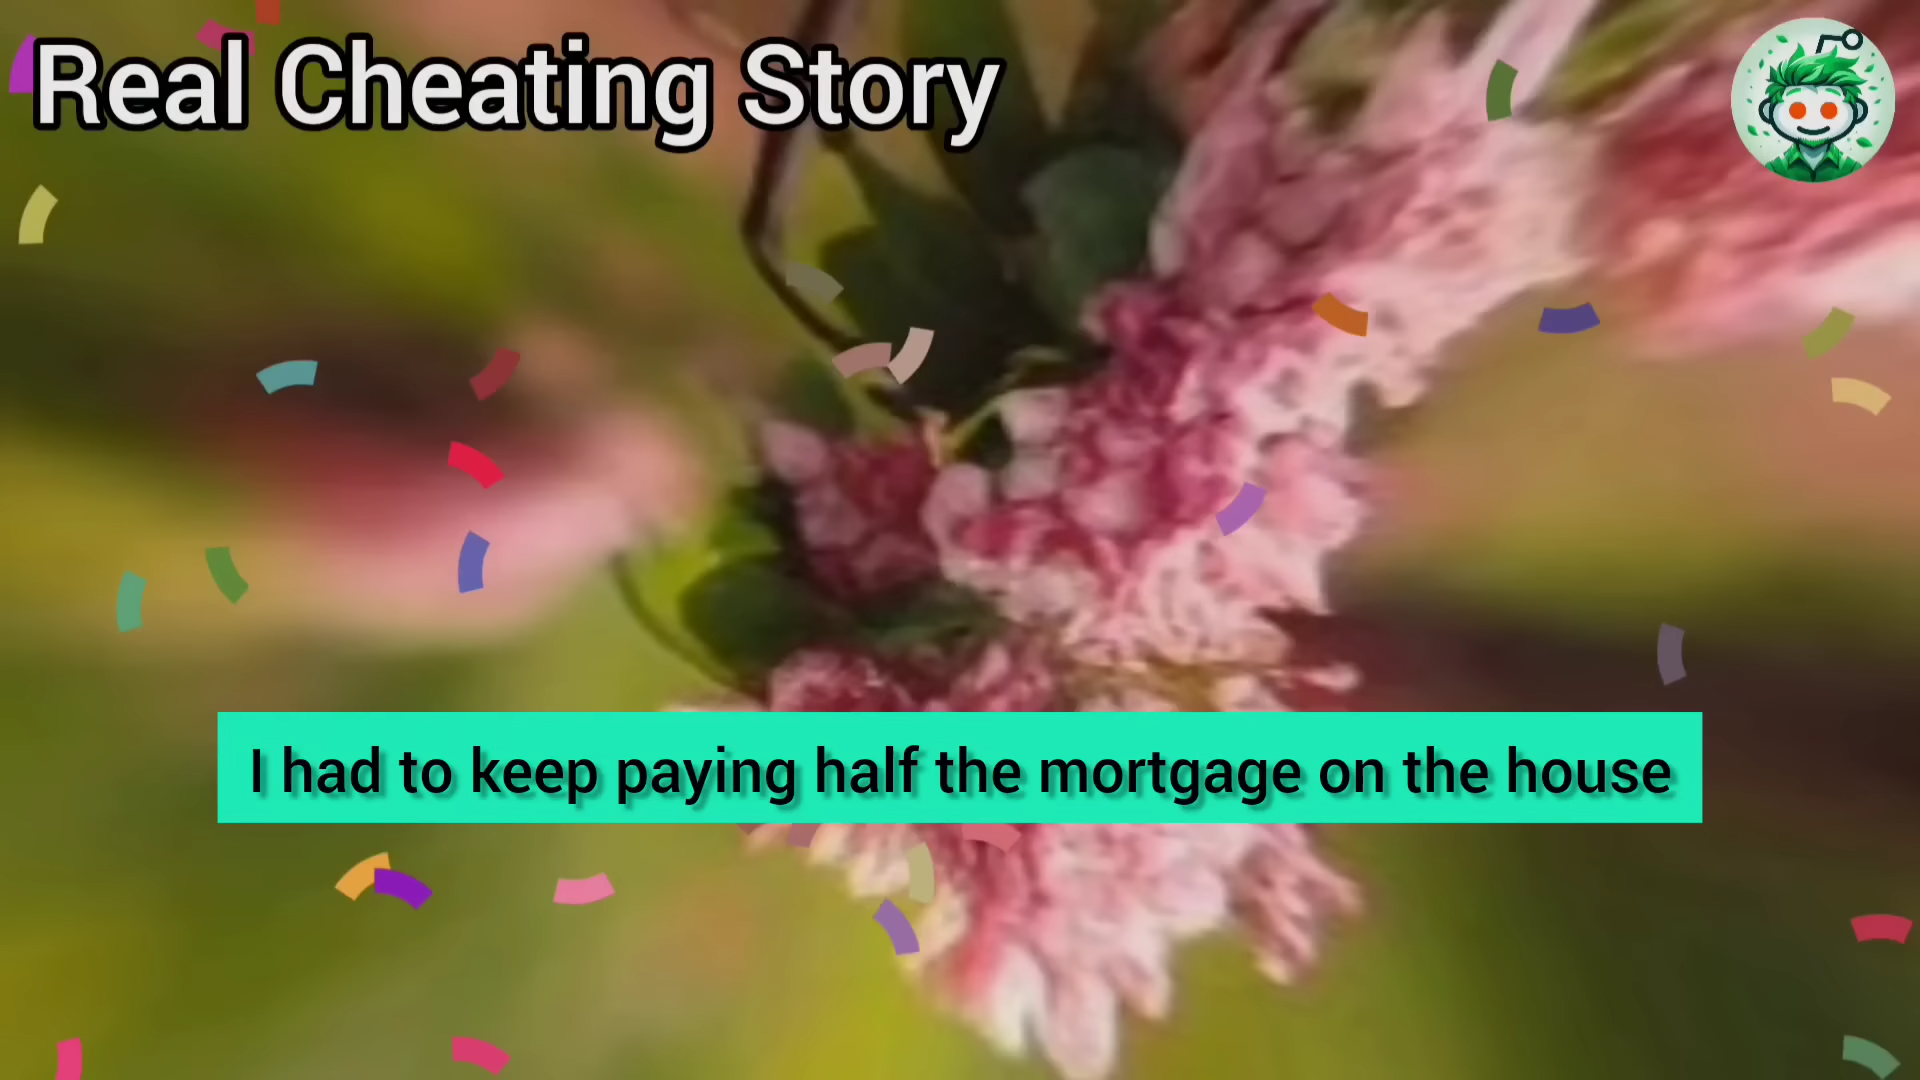 Real Cheating Story
I had to keep paying half the mortgage on the house